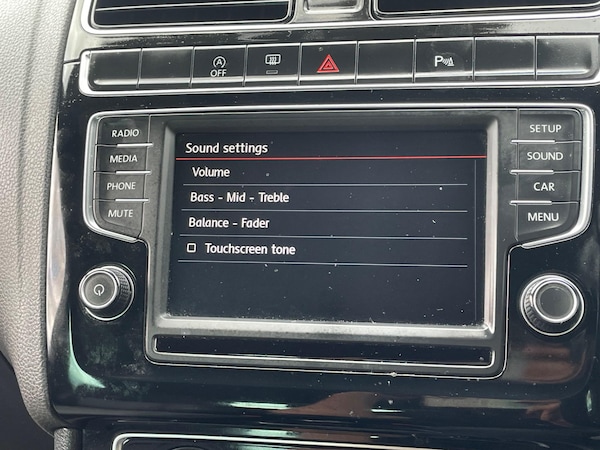 OFF
P
RADIO
MEDIA
PHONE
MUTE
Sound settings
Volume
Bass - Mid - Treble
Balance - Fader
Touchscreen tone
SETUP
SOUND
CAR
MENU